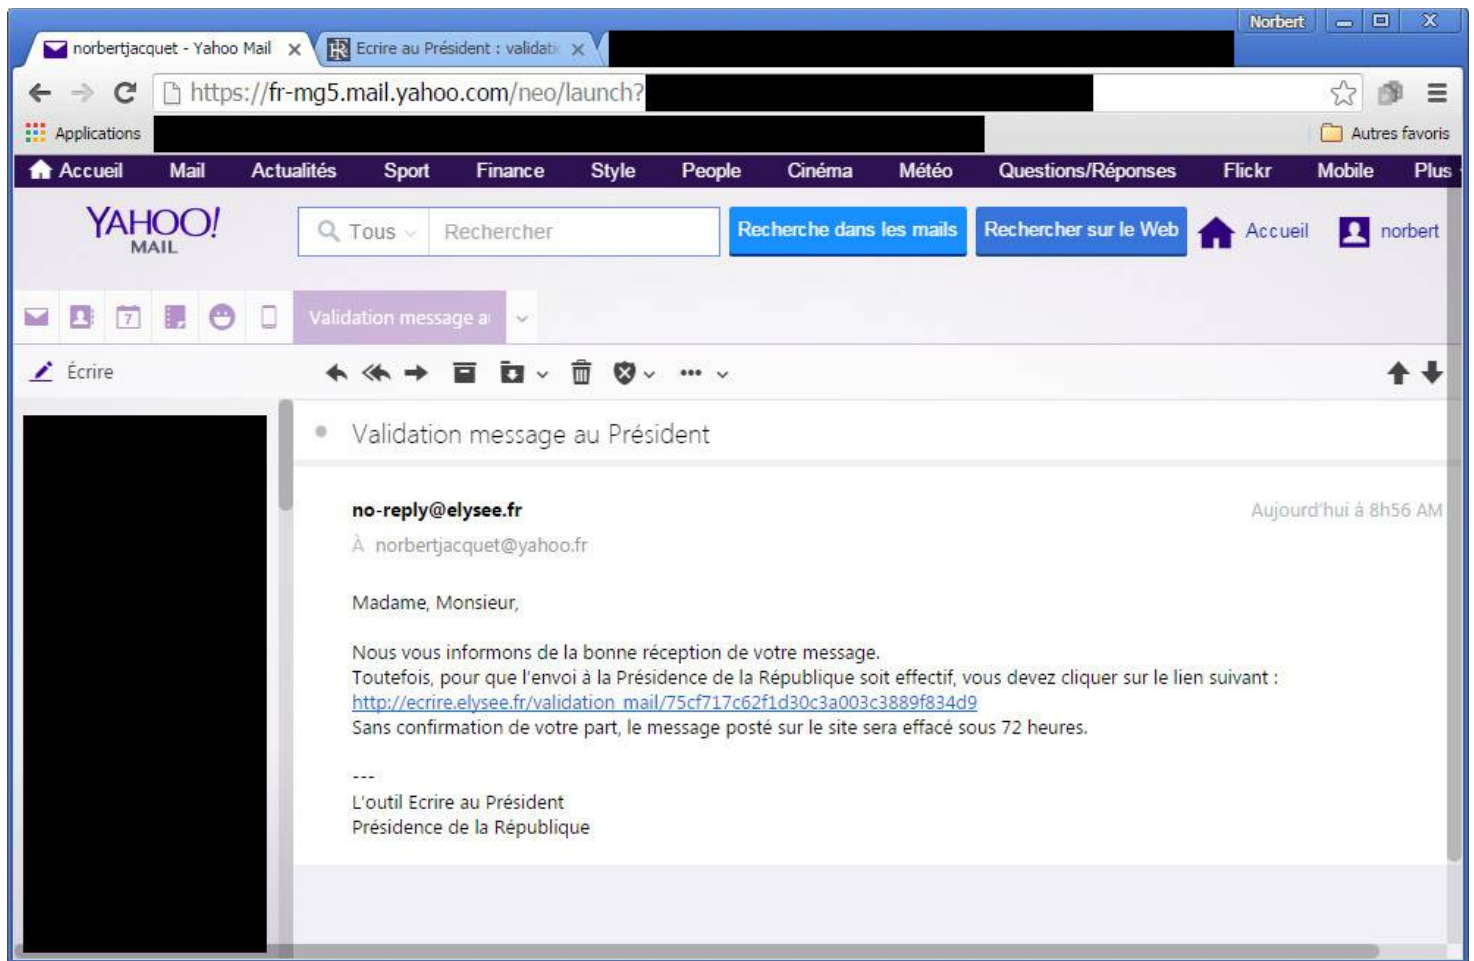 Norbert
norbertjacquet - Yahoo Mail
Ecrire au Président : validati
https://fr-mg5.mail.yahoo.com/neo/launch?
Applications
Autres favoris
Accueil Mail Actualités Sport Finance Style People Cinéma Météo Questions/Réponses Flickr Mobile Plus
YAHOO!
MAIL
Tous
Rechercher
Recherche dans les mails
Rechercher sur le Web
Accueil
norbert
7
Validation message a
Écrire
Validation message au Président
no-reply@elysee.fr
Aujourd'hui à 8h56 AM
À norbertjacquet@yahoo.fr
Madame, Monsieur,
Nous vous informons de la bonne réception de votre message.
Toutefois, pour que l'envoi à la Présidence de la République soit effectif, vous devez cliquer sur le lien suivant :
http://ecrire.elysee.fr/validation_mail/75cf717c62f1d30c3a003c3889f834d9
Sans confirmation de votre part, le message posté sur le site sera effacé sous 72 heures.
---
L'outil Ecrire au Président
Présidence de la République